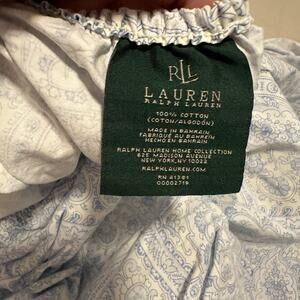 RLL
LAUREN
RALPH LAUREN
100% COTTON
(COTON/ALGODÓN)
MADE IN BAHRAIN
FABRIQUÉ AU BAHREÏN
HECHO EN BAHRAIN
RALPH LAUREN HOME COLLECTION
625 MADISON AVENUE
NEW YORK, NY 10022
RALPHLAUREN.COM
RN 41381
00002719